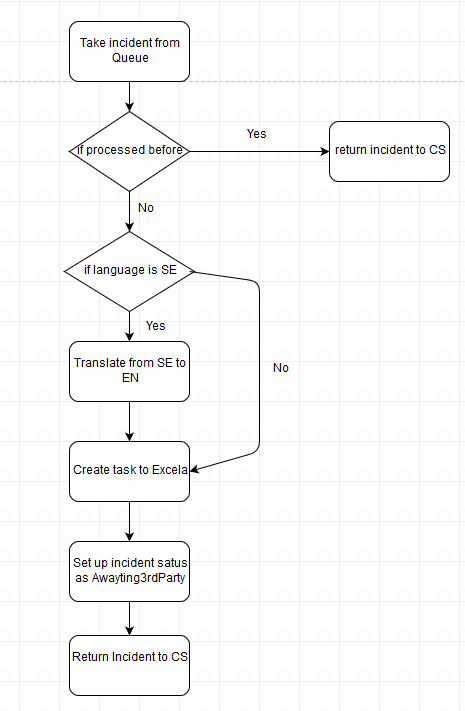 Take incident from
Queue
if processed before
Yes
return incident to CS
No
if language is SE
Yes
Translate from SE to
EN
No
Create task to Excela
Set up incident satus
as Awayting3rdParty
Return Incident to CS